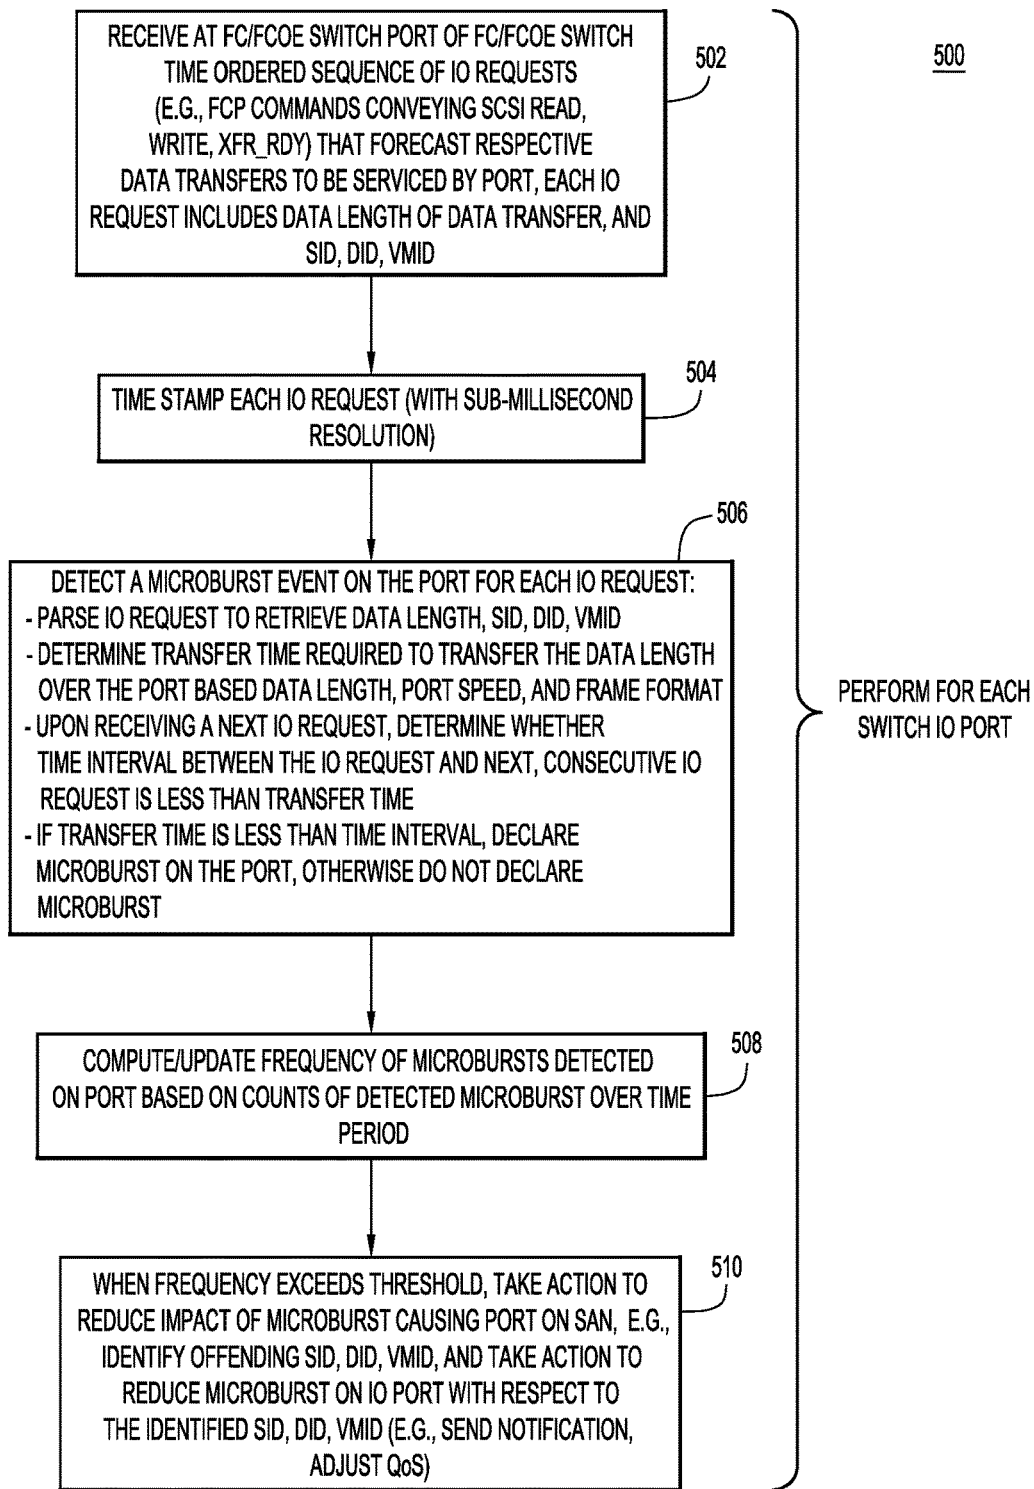 500
RECEIVE AT FC/FCOE SWITCH PORT OF FC/FCOE SWITCH
TIME ORDERED SEQUENCE OF IO REQUESTS
(E.G., FCP COMMANDS CONVEYING SCSI READ,
WRITE, XFR_RDY) THAT FORECAST RESPECTIVE
DATA TRANSFERS TO BE SERVICED BY PORT, EACH IO
REQUEST INCLUDES DATA LENGTH OF DATA TRANSFER, AND
SID, DID, VMID
502
TIME STAMP EACH IO REQUEST (WITH SUB-MILLISECOND
RESOLUTION)
504
DETECT A MICROBURST EVENT ON THE PORT FOR EACH IO REQUEST:
- PARSE IO REQUEST TO RETRIEVE DATA LENGTH, SID, DID, VMID
- DETERMINE TRANSFER TIME REQUIRED TO TRANSFER THE DATA LENGTH
OVER THE PORT BASED DATA LENGTH, PORT SPEED, AND FRAME FORMAT
- UPON RECEIVING A NEXT IO REQUEST, DETERMINE WHETHER
TIME INTERVAL BETWEEN THE IO REQUEST AND NEXT, CONSECUTIVE IO
REQUEST IS LESS THAN TRANSFER TIME
- IF TRANSFER TIME IS LESS THAN TIME INTERVAL, DECLARE
MICROBURST ON THE PORT, OTHERWISE DO NOT DECLARE
MICROBURST
506
PERFORM FOR EACH
SWITCH IO PORT
COMPUTE/UPDATE FREQUENCY OF MICROBURSTS DETECTED
ON PORT BASED ON COUNTS OF DETECTED MICROBURST OVER TIME
PERIOD
508
WHEN FREQUENCY EXCEEDS THRESHOLD, TAKE ACTION TO
REDUCE IMPACT OF MICROBURST CAUSING PORT ON SAN, E.G.,
IDENTIFY OFFENDING SID, DID, VMID, AND TAKE ACTION TO
REDUCE MICROBURST ON IO PORT WITH RESPECT TO
THE IDENTIFIED SID, DID, VMID (E.G., SEND NOTIFICATION,
ADJUST QoS)
510